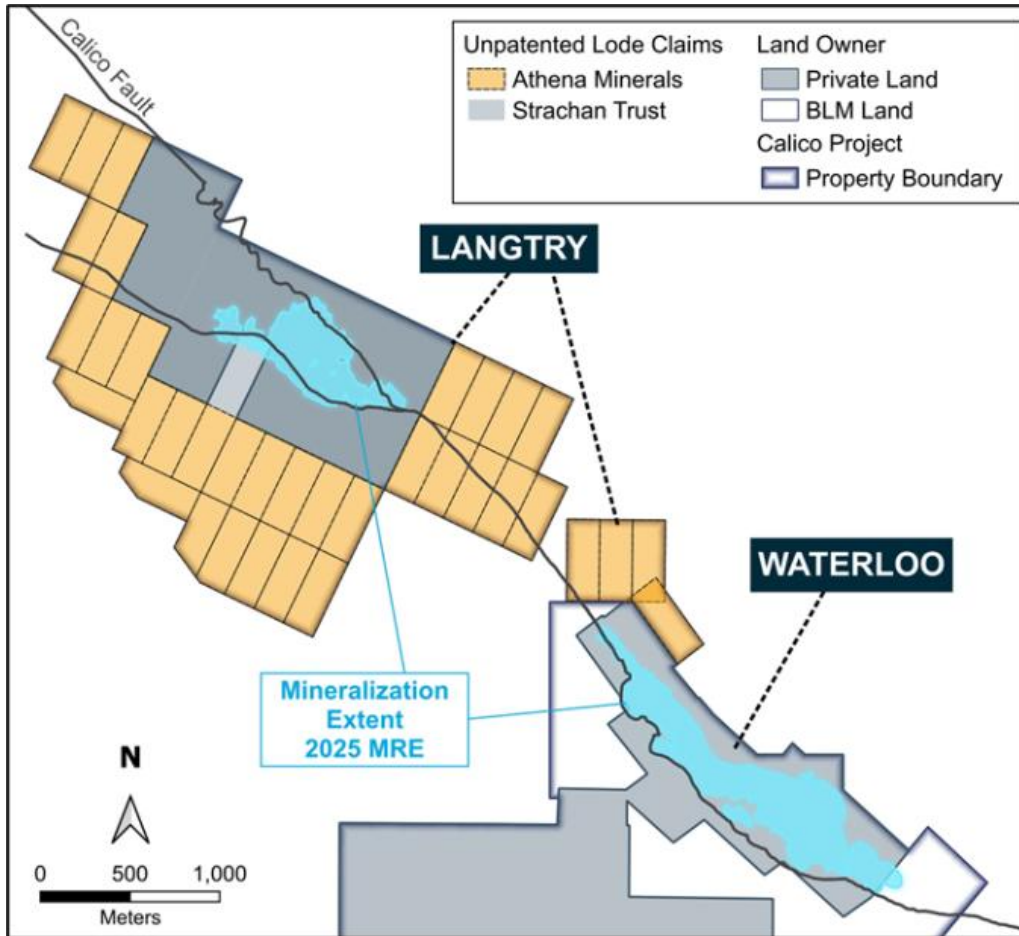 Calico Fault
Unpatented Lode Claims
Athena Minerals
Strachan Trust
Land Owner
Private Land
BLM Land
Calico Project
Property Boundary
LANGTRY
WATERLOO
Mineralization
Extent
2025 MRE
N
0 500 1,000
Meters